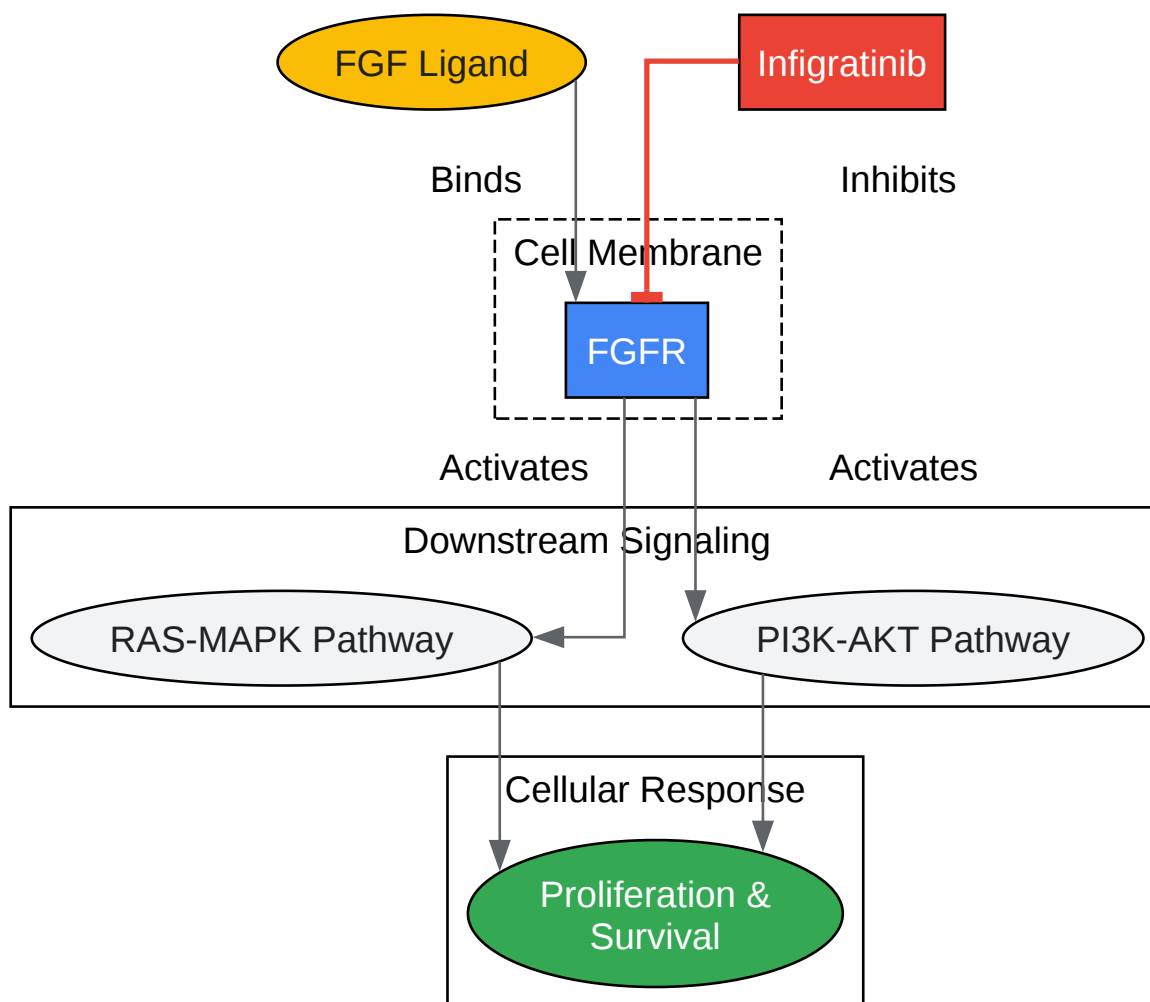 FGF Ligand
Infigratinib
Binds
Inhibits
Cell Membrane
FGFR
Activates
Activates
Downstream Signaling
RAS-MAPK Pathway
PI3K-AKT Pathway
Cellular Response
Proliferation &
Survival